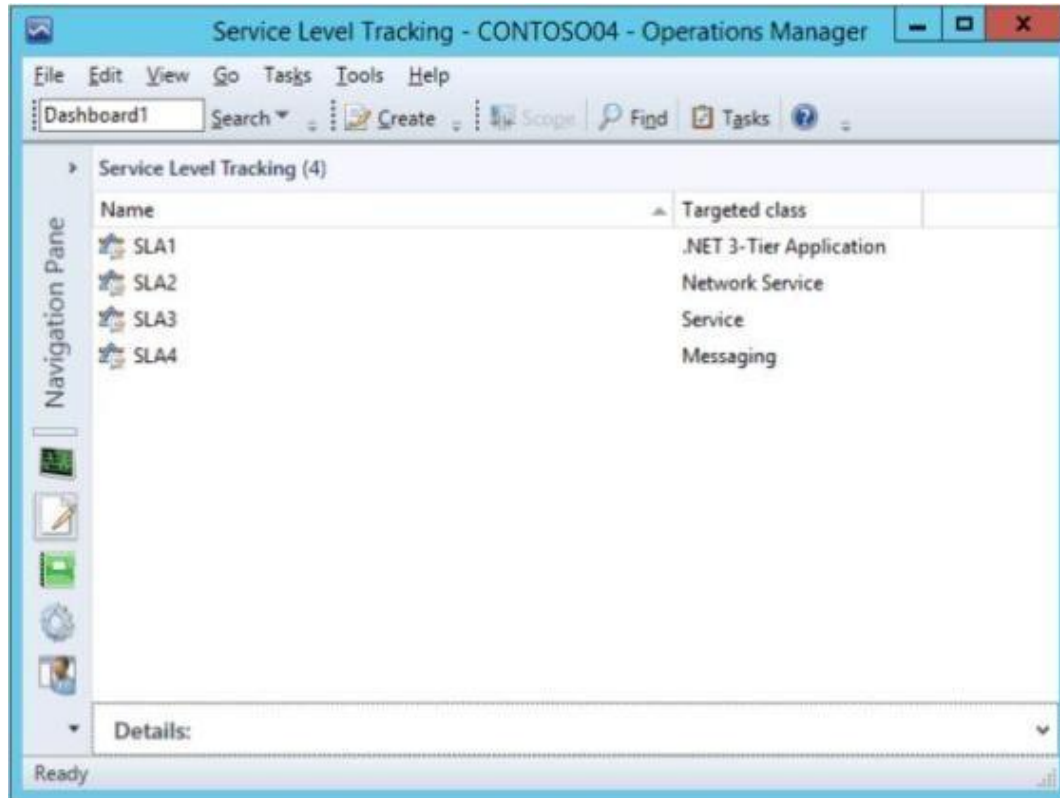 Service Level Tracking - CONTOSO04 - Operations Manager
File Edit View Go Tasks Tools Help
Dashboard1 Search Create Scope Find Tasks
Service Level Tracking (4)
Name Targeted class
SLA1 .NET 3-Tier Application
SLA2 Network Service
SLA3 Service
SLA4 Messaging
Navigation Pane
Details:
Ready